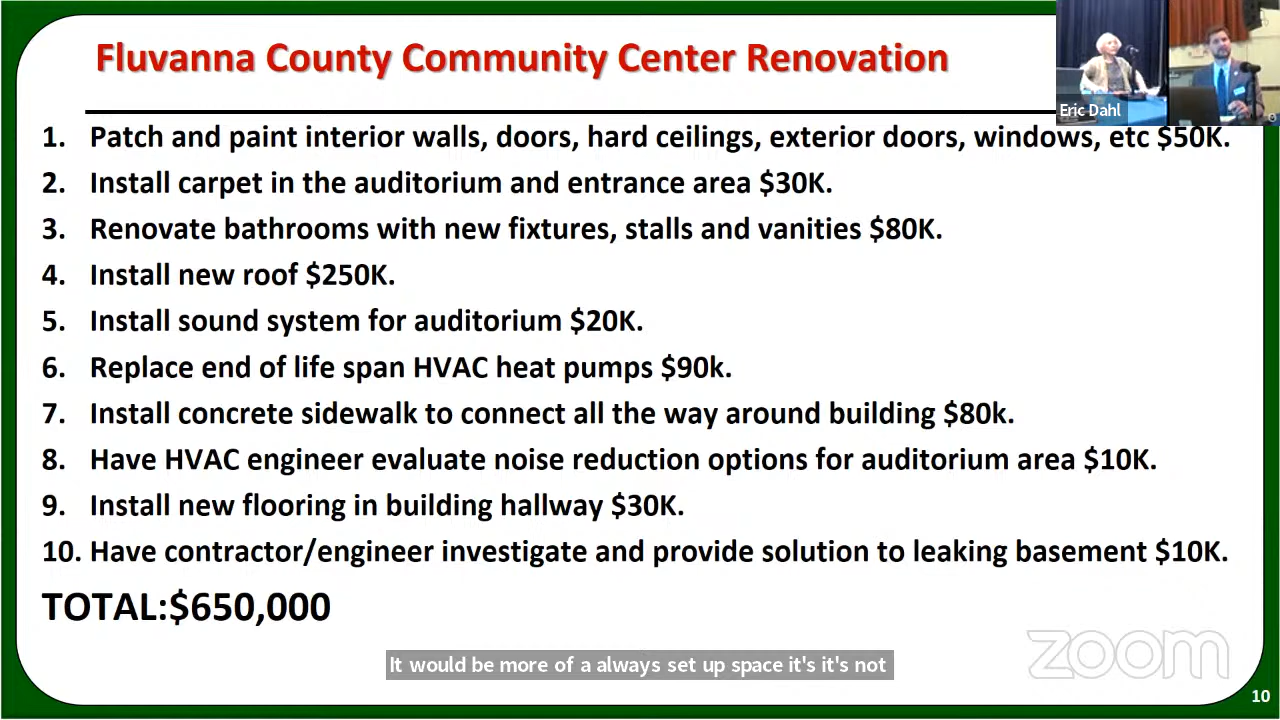 Fluvanna County Community Center Renovation
Eric Dahl
1. Patch and paint interior walls, doors, hard ceilings, exterior doors, windows, etc $50K.
2. Install carpet in the auditorium and entrance area $30K.
3. Renovate bathrooms with new fixtures, stalls and vanities $80K.
4. Install new roof $250K.
5. Install sound system for auditorium $20K.
6. Replace end of life span HVAC heat pumps $90k.
7. Install concrete sidewalk to connect all the way around building $80k.
8. Have HVAC engineer evaluate noise reduction options for auditorium area $10K.
9. Install new flooring in building hallway $30K.
10. Have contractor/engineer investigate and provide solution to leaking basement $10K.
TOTAL:$650,000
It would be more of a always set up space it's it's not
zoom
10